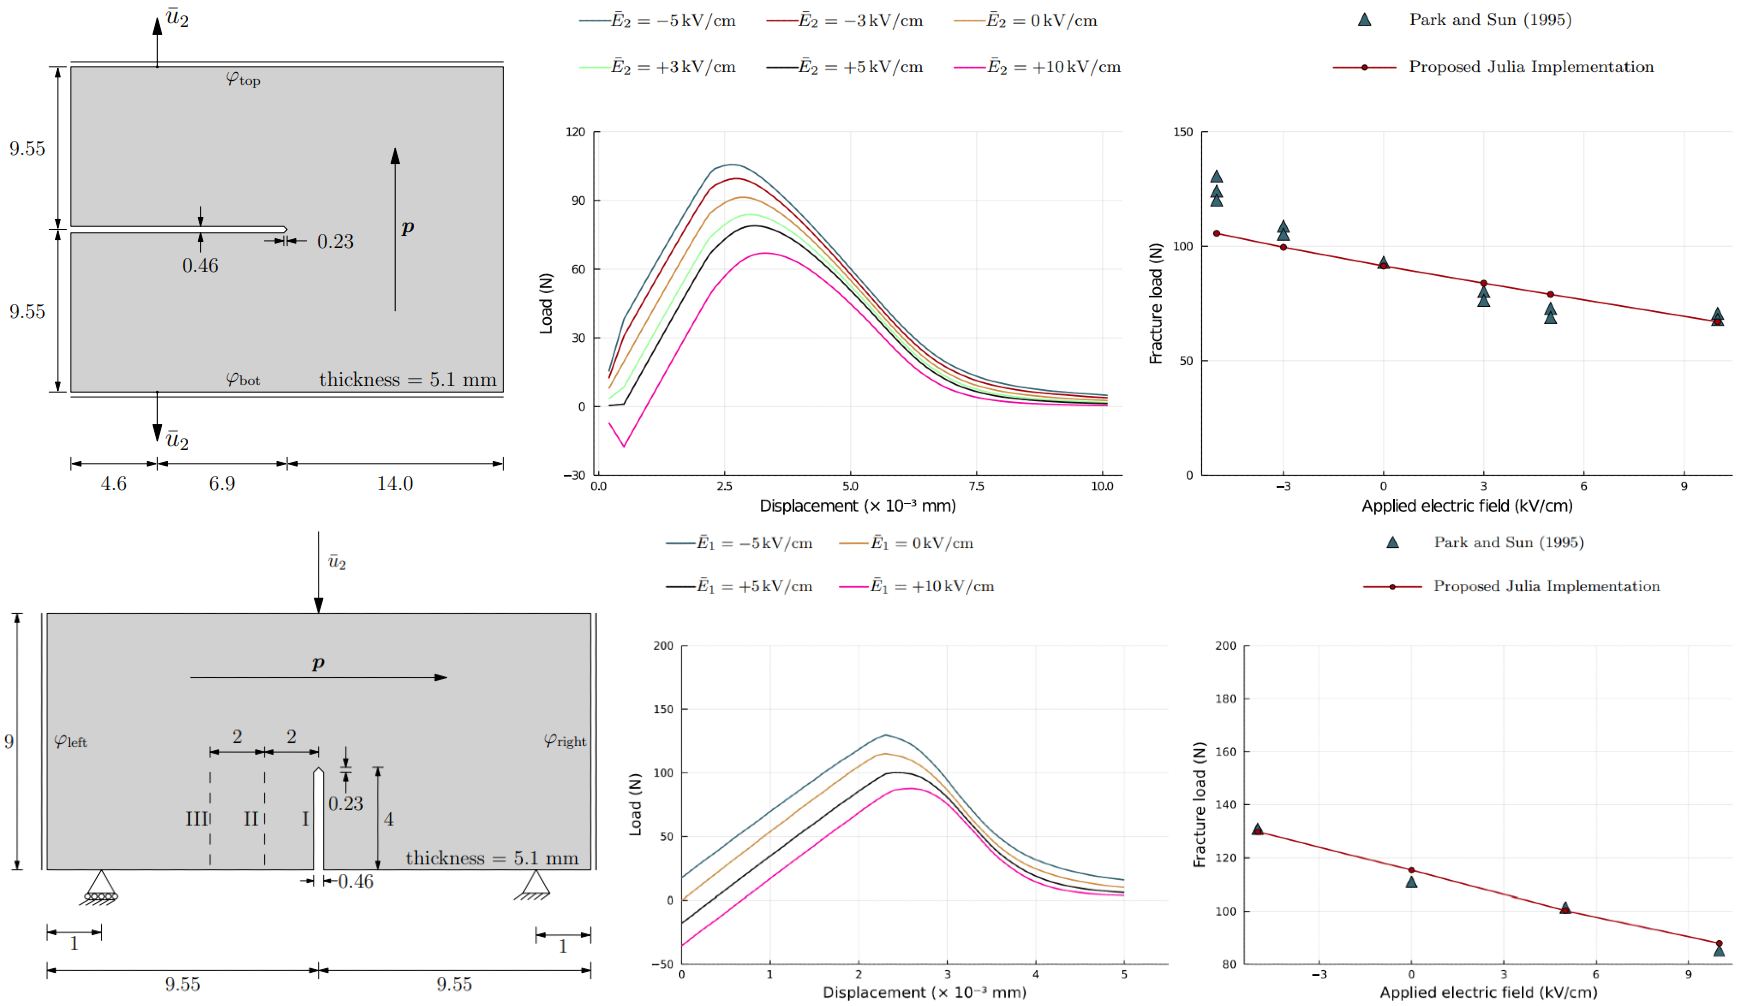 ū₂
φtop
9.55
p
0.23
0.46
9.55
φbot
thickness = 5.1 mm
ū₂
4.6 6.9 14.0
Ē₂ = −5 kV/cm Ē₂ = −3 kV/cm Ē₂ = 0 kV/cm
Ē₂ = +3 kV/cm Ē₂ = +5 kV/cm Ē₂ = +10 kV/cm
120
90
60
30
0
−30
Load (N)
0.0 2.5 5.0 7.5 10.0
Displacement (× 10⁻³ mm)
Park and Sun (1995)
Proposed Julia Implementation
150
100
50
0
Fracture load (N)
−3 0 3 6 9
Applied electric field (kV/cm)
ū₂
p
9
φleft
φright
2 2
0.23
III II I
4
thickness = 5.1 mm
0.46
1 1
9.55 9.55
Ē₁ = −5 kV/cm Ē₁ = 0 kV/cm
Ē₁ = +5 kV/cm Ē₁ = +10 kV/cm
200
150
100
50
0
−50
Load (N)
0 1 2 3 4 5
Displacement (× 10⁻³ mm)
Park and Sun (1995)
Proposed Julia Implementation
200
180
160
140
120
100
80
Fracture load (N)
−3 0 3 6 9
Applied electric field (kV/cm)